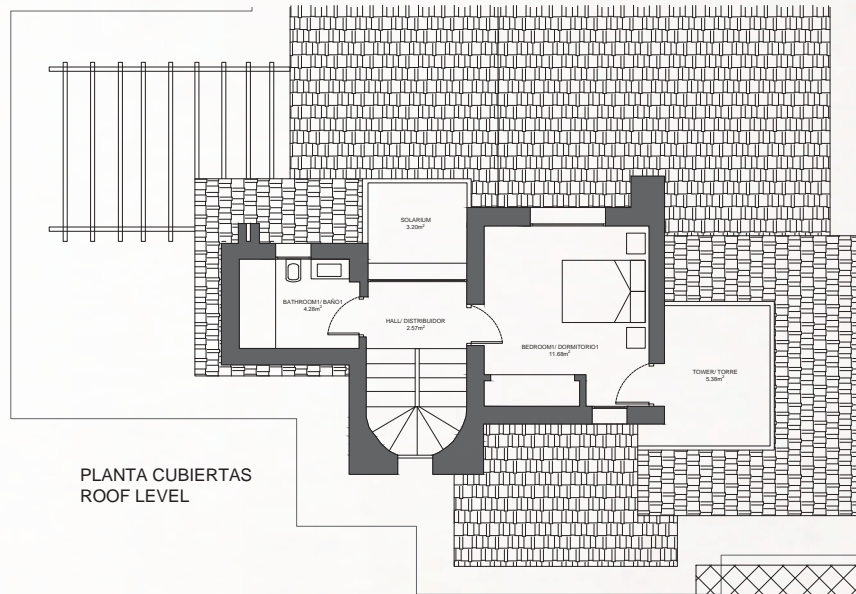 SOLARIUM
3.20m²
BATHROOM1/ BAÑO1
4.28m²
HALL/ DISTRIBUIDOR
2.57m²
BEDROOM1/ DORMITORIO1
11.68m²
TOWER/ TORRE
5.38m²
PLANTA CUBIERTAS
ROOF LEVEL